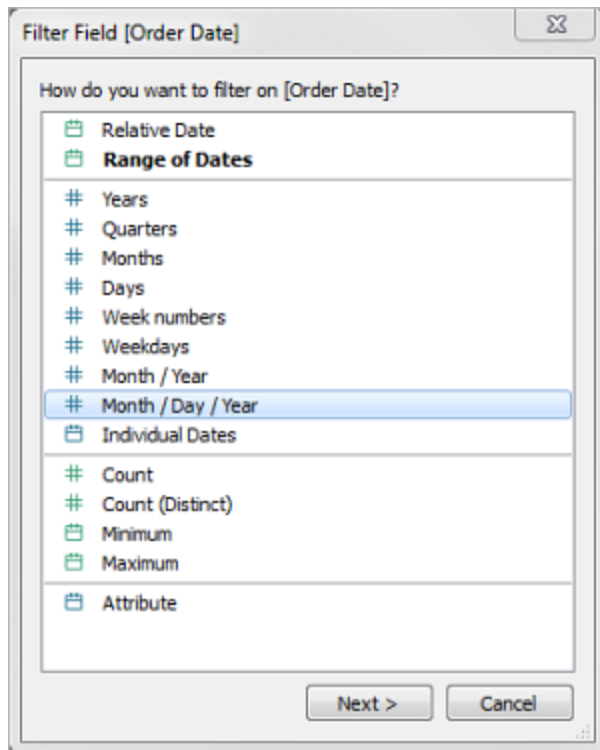 Filter Field [Order Date]
How do you want to filter on [Order Date]?
Relative Date
Range of Dates
Years
Quarters
Months
Days
Week numbers
Weekdays
Month / Year
Month / Day / Year
Individual Dates
Count
Count (Distinct)
Minimum
Maximum
Attribute
Next > Cancel